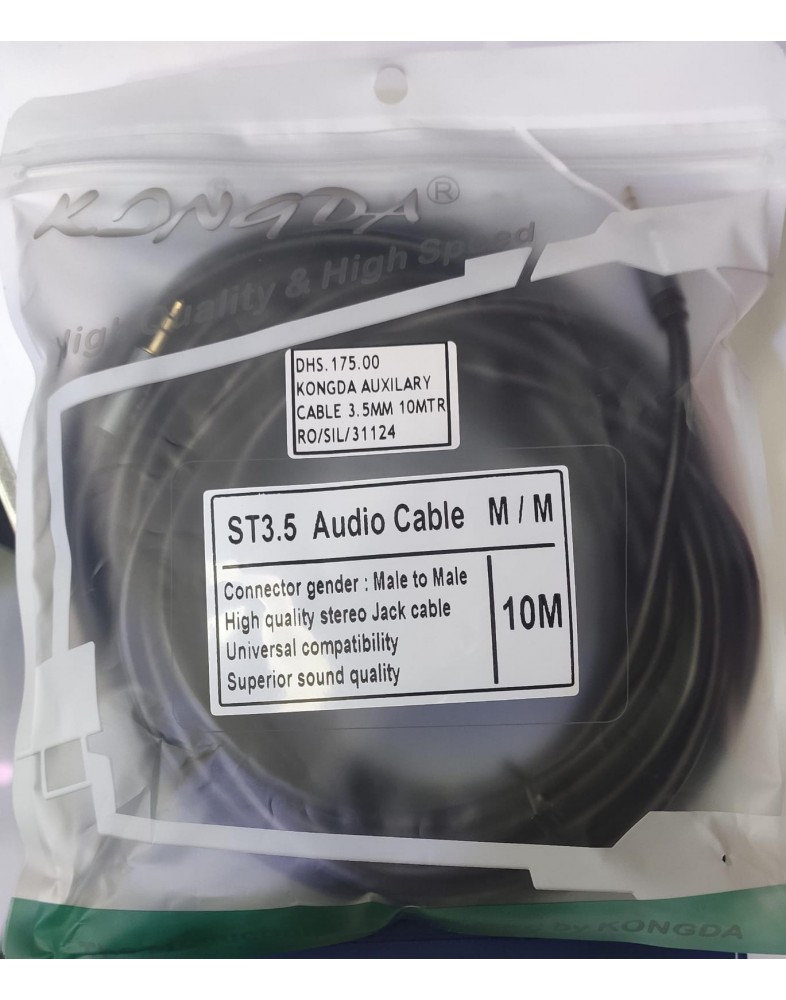 KONGDA®
High Quality & High Speed
DHS.175.00
KONGDA AUXILARY
CABLE 3.5MM 10MTR
RO/SIL/31124
ST3.5 Audio Cable M / M
Connector gender : Male to Male
High quality stereo Jack cable
Universal compatibility
Superior sound quality
10M
by KONGDA